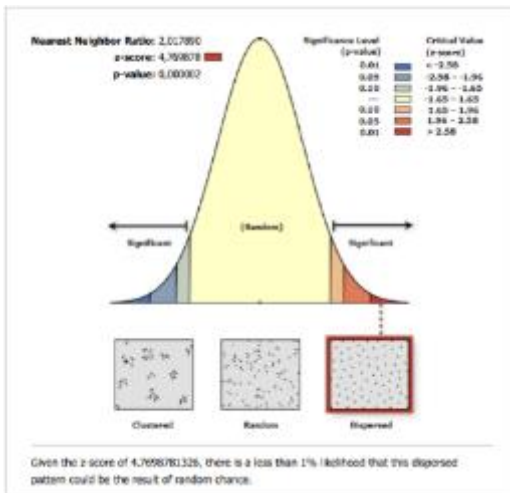 Nearest Neighbor Ratio: 2,017890
z-score: 4,769878
p-value: 0,000002
Significance Level
(p-value)
Critical Value
(z-score)
0.01 < -2.58
0.05 -2.58 - -1.96
0.10 -1.96 - -1.65
--- -1.65 - 1.65
0.10 1.65 - 1.96
0.05 1.96 - 2.58
0.01 > 2.58
Significant
(Random)
Significant
Clustered
Random
Dispersed
Given the z-score of 4.7698781326, there is a less than 1% likelihood that this dispersed
pattern could be the result of random chance.